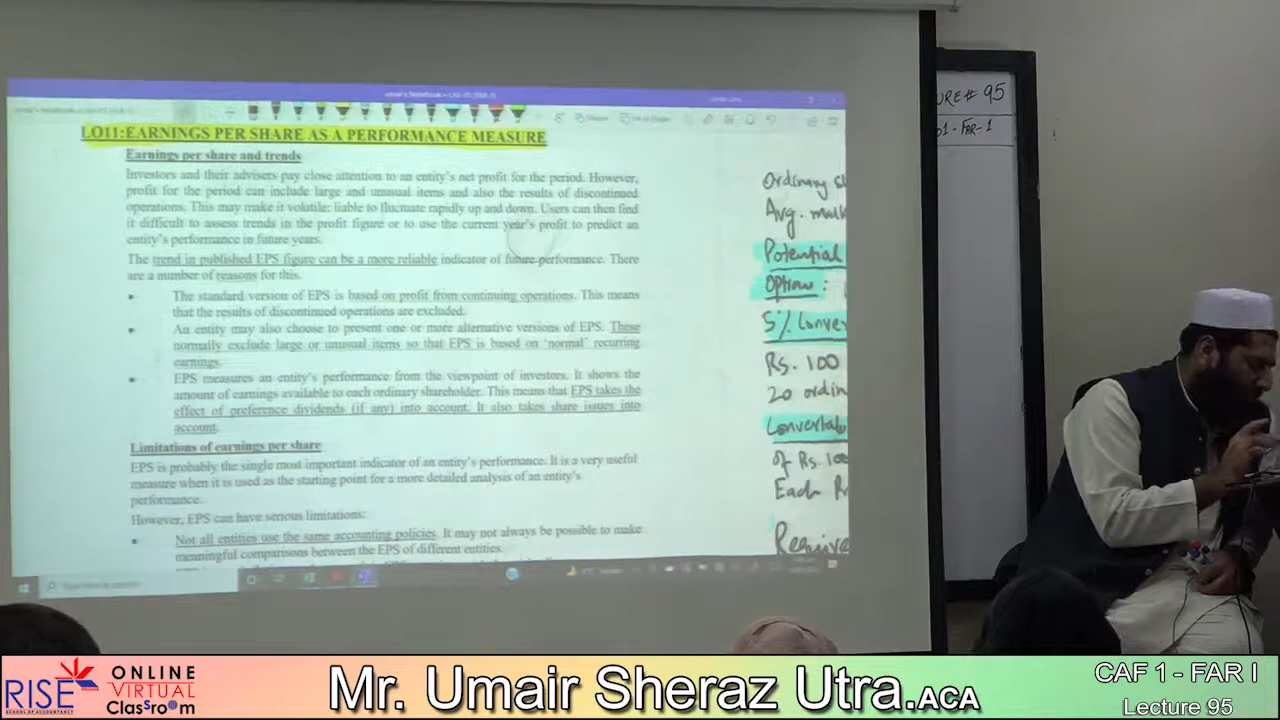 LO11:EARNINGS PER SHARE AS A PERFORMANCE MEASURE
Earnings per share and trends
Investors and their advisers pay close attention to an entity's net profit for the period. However,
profit for the period can include large and unusual items and also the results of discontinued
operations. This may make it volatile: liable to fluctuate rapidly up and down. Users can then find
it difficult to assess trends in the profit figure or to use the current year's profit to predict an
entity's performance in future years.
The trend in published EPS figure can be a more reliable indicator of future performance. There
are a number of reasons for this.
The standard version of EPS is based on profit from continuing operations. This means
that the results of discontinued operations are excluded.
An entity may also choose to present one or more alternative versions of EPS. These
normally exclude large or unusual items so that EPS is based on 'normal' recurring
earnings.
EPS measures an entity's performance from the viewpoint of investors. It shows the
amount of earnings available to each ordinary shareholder. This means that EPS takes the
effect of preference dividends (if any) into account. It also takes share issues into
account.
Limitations of earnings per share
EPS is probably the single most important indicator of an entity's performance. It is a very useful
measure when it is used as the starting point for a more detailed analysis of an entity's
performance.
However, EPS can have serious limitations:
Not all entities use the same accounting policies. It may not always be possible to make
meaningful comparisons between the EPS of different entities.
Ordinary
Avg.
Potential
Option :
5% Conver
Rs. 100
20 ordin
Convertab
of Rs. 100
Each
Require
URE# 95
01 - FAR-1
RISE
SCHOOL OF ACCOUNTANCY
ONLINE
VIRTUAL
Classroom
Mr. Umair Sheraz Utra.ACA
CAF 1 - FAR I
Lecture 95